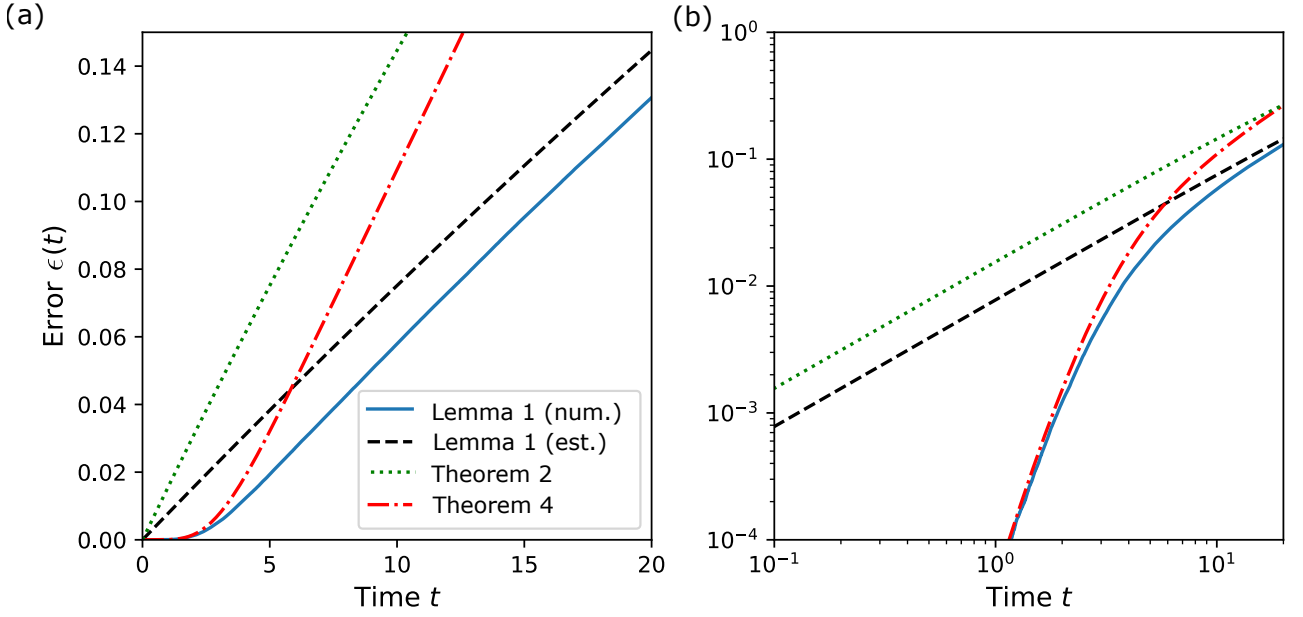 (a)
Error ϵ(t)
0.14
0.12
0.10
0.08
0.06
0.04
0.02
0.00
0
5
10
15
20
Time t
Lemma 1 (num.)
Lemma 1 (est.)
Theorem 2
Theorem 4
(b)
10⁰
10⁻¹
10⁻²
10⁻³
10⁻⁴
10⁻¹
10⁰
10¹
Time t